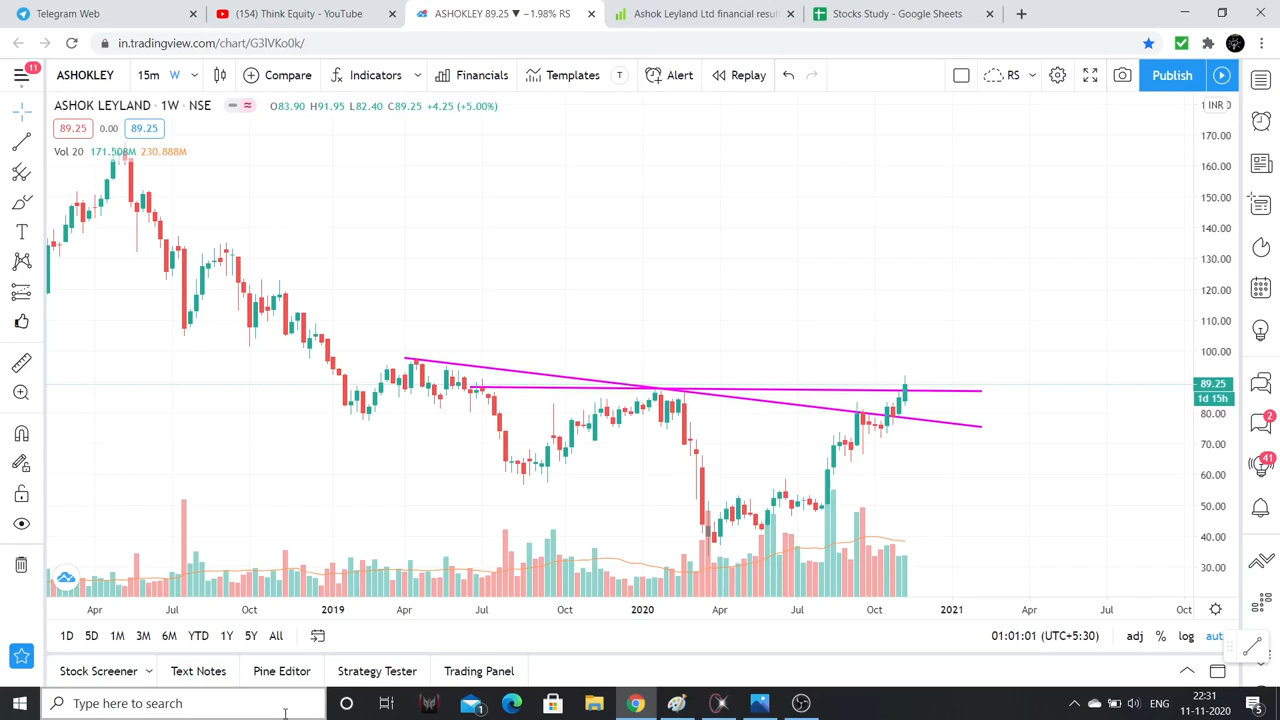 Telegram Web
(154) Think Equity - YouTube
ASHOKLEY 89.25 ▼ −1.98% RS
Ashok Leyland Ltd financial resul
Stocks Study - Google Sheets
in.tradingview.com/chart/G3lVKo0k/
11
ASHOKLEY
15m
W
Compare
Indicators
Financials
Templates
T
Alert
Replay
RS
Publish
ASHOK LEYLAND · 1W · NSE
O83.90 H91.95 L82.40 C89.25 +4.25 (+5.00%)
INR
89.25 0.00 89.25
Vol 20 171.508M 230.888M
170.00
160.00
150.00
140.00
130.00
120.00
110.00
100.00
89.25
1d 15h
80.00
70.00
60.00
50.00
40.00
30.00
2
41
Apr Jul Oct 2019 Apr Jul Oct 2020 Apr Jul Oct 2021 Apr Jul Oct
1D 5D 1M 3M 6M YTD 1Y 5Y All
01:01:01 (UTC+5:30)
adj % log
Stock Screener
Text Notes
Pine Editor
Strategy Tester
Trading Panel
Type here to search
1
ENG
22:31
11-11-2020
5